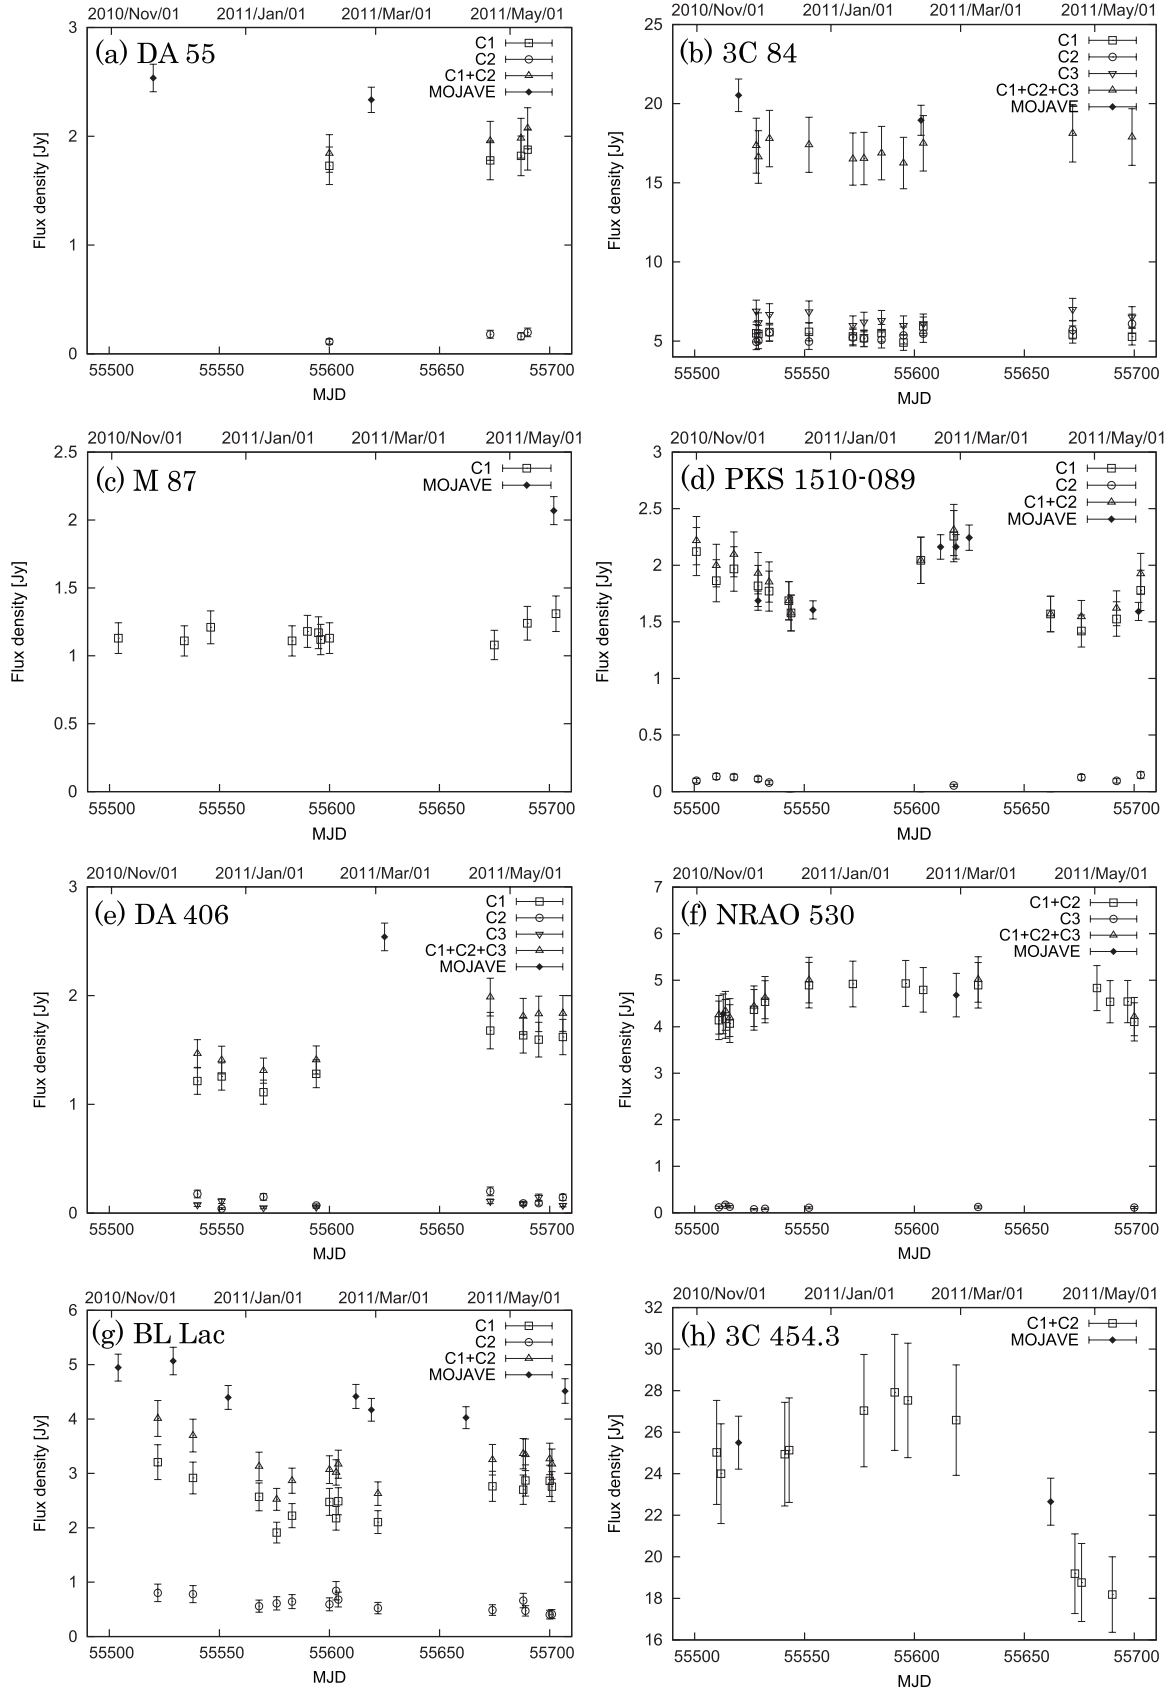 2010/Nov/01 2011/Jan/01 2011/Mar/01 2011/May/01
(a) DA 55
C1
C2
C1+C2
MOJAVE
3
2
1
0
Flux density [Jy]
55500 55550 55600 55650 55700
MJD
2010/Nov/01 2011/Jan/01 2011/Mar/01 2011/May/01
(b) 3C 84
C1
C2
C3
C1+C2+C3
MOJAVE
25
20
15
10
5
Flux density [Jy]
55500 55550 55600 55650 55700
MJD
2010/Nov/01 2011/Jan/01 2011/Mar/01 2011/May/01
(c) M 87
C1
MOJAVE
2.5
2
1.5
1
0.5
0
Flux density [Jy]
55500 55550 55600 55650 55700
MJD
2010/Nov/01 2011/Jan/01 2011/Mar/01 2011/May/01
(d) PKS 1510-089
C1
C2
C1+C2
MOJAVE
3
2.5
2
1.5
1
0.5
0
Flux density [Jy]
55500 55550 55600 55650 55700
MJD
2010/Nov/01 2011/Jan/01 2011/Mar/01 2011/May/01
(e) DA 406
C1
C2
C3
C1+C2+C3
MOJAVE
3
2
1
0
Flux density [Jy]
55500 55550 55600 55650 55700
MJD
2010/Nov/01 2011/Jan/01 2011/Mar/01 2011/May/01
(f) NRAO 530
C1+C2
C3
C1+C2+C3
MOJAVE
7
6
5
4
3
2
1
0
Flux density [Jy]
55500 55550 55600 55650 55700
MJD
2010/Nov/01 2011/Jan/01 2011/Mar/01 2011/May/01
(g) BL Lac
C1
C2
C1+C2
MOJAVE
6
5
4
3
2
1
0
Flux density [Jy]
55500 55550 55600 55650 55700
MJD
2010/Nov/01 2011/Jan/01 2011/Mar/01 2011/May/01
(h) 3C 454.3
C1+C2
MOJAVE
32
30
28
26
24
22
20
18
16
Flux density [Jy]
55500 55550 55600 55650 55700
MJD